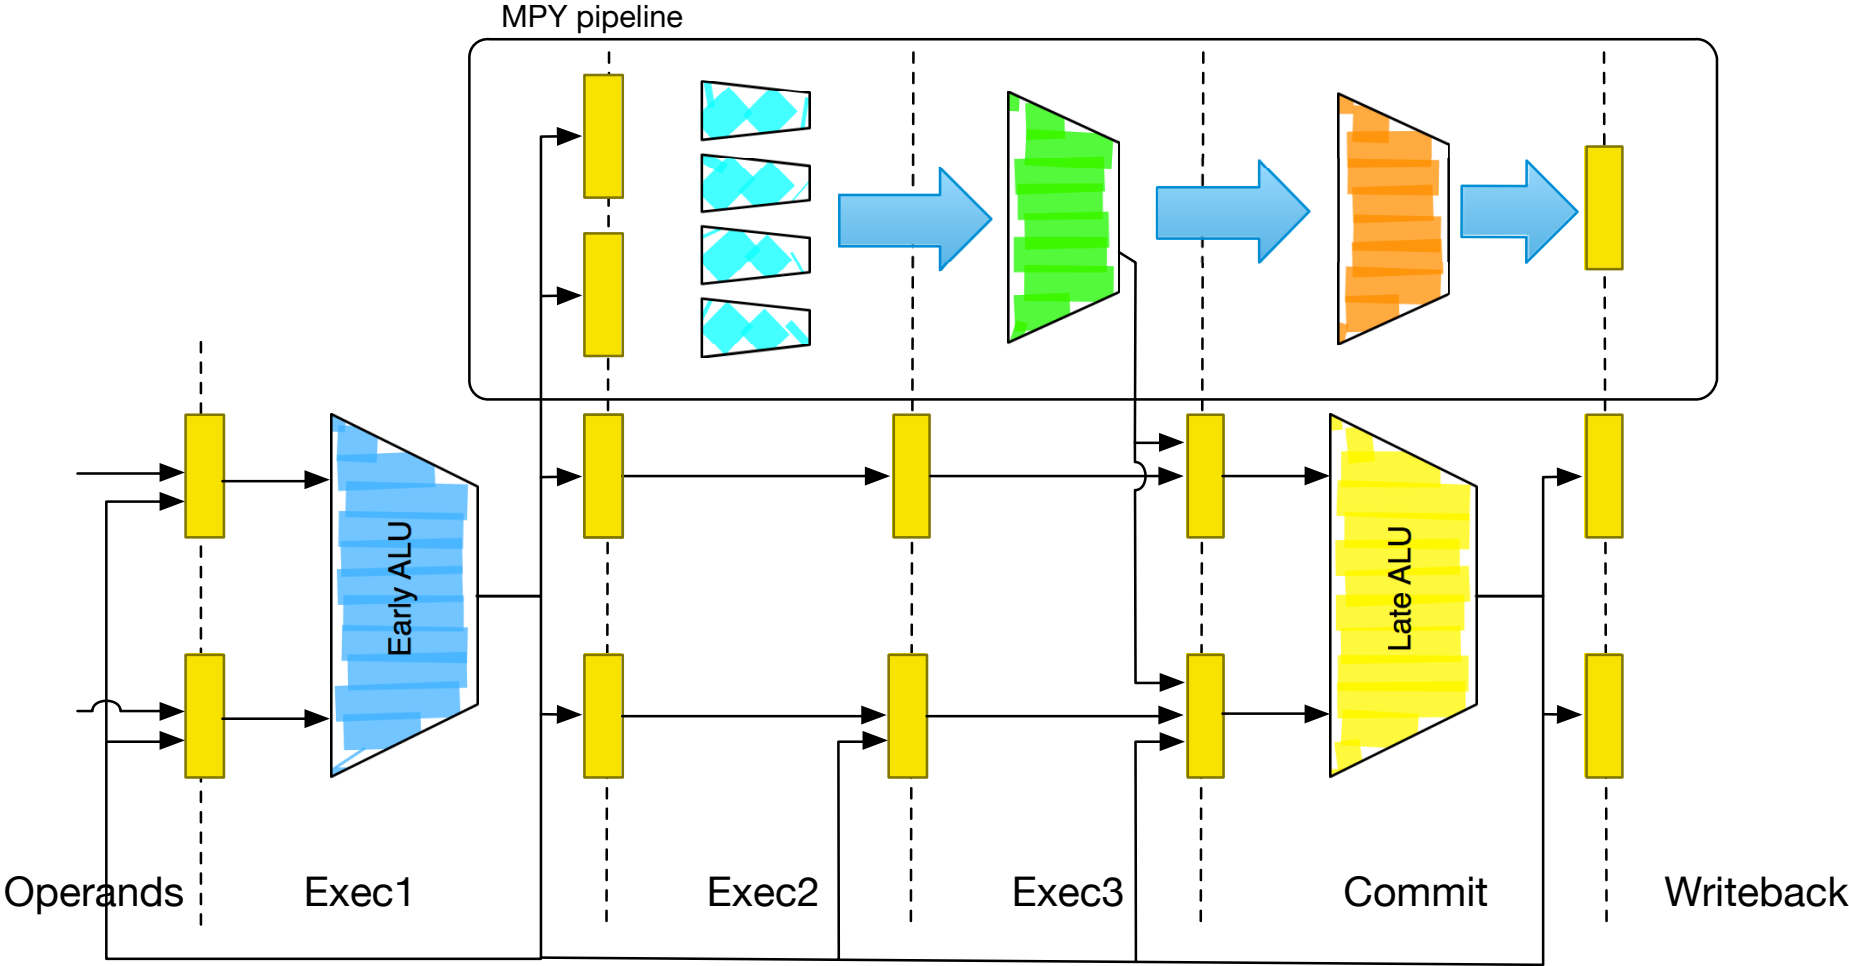 MPY pipeline
Early ALU
Late ALU
Operands
Exec1
Exec2
Exec3
Commit
Writeback